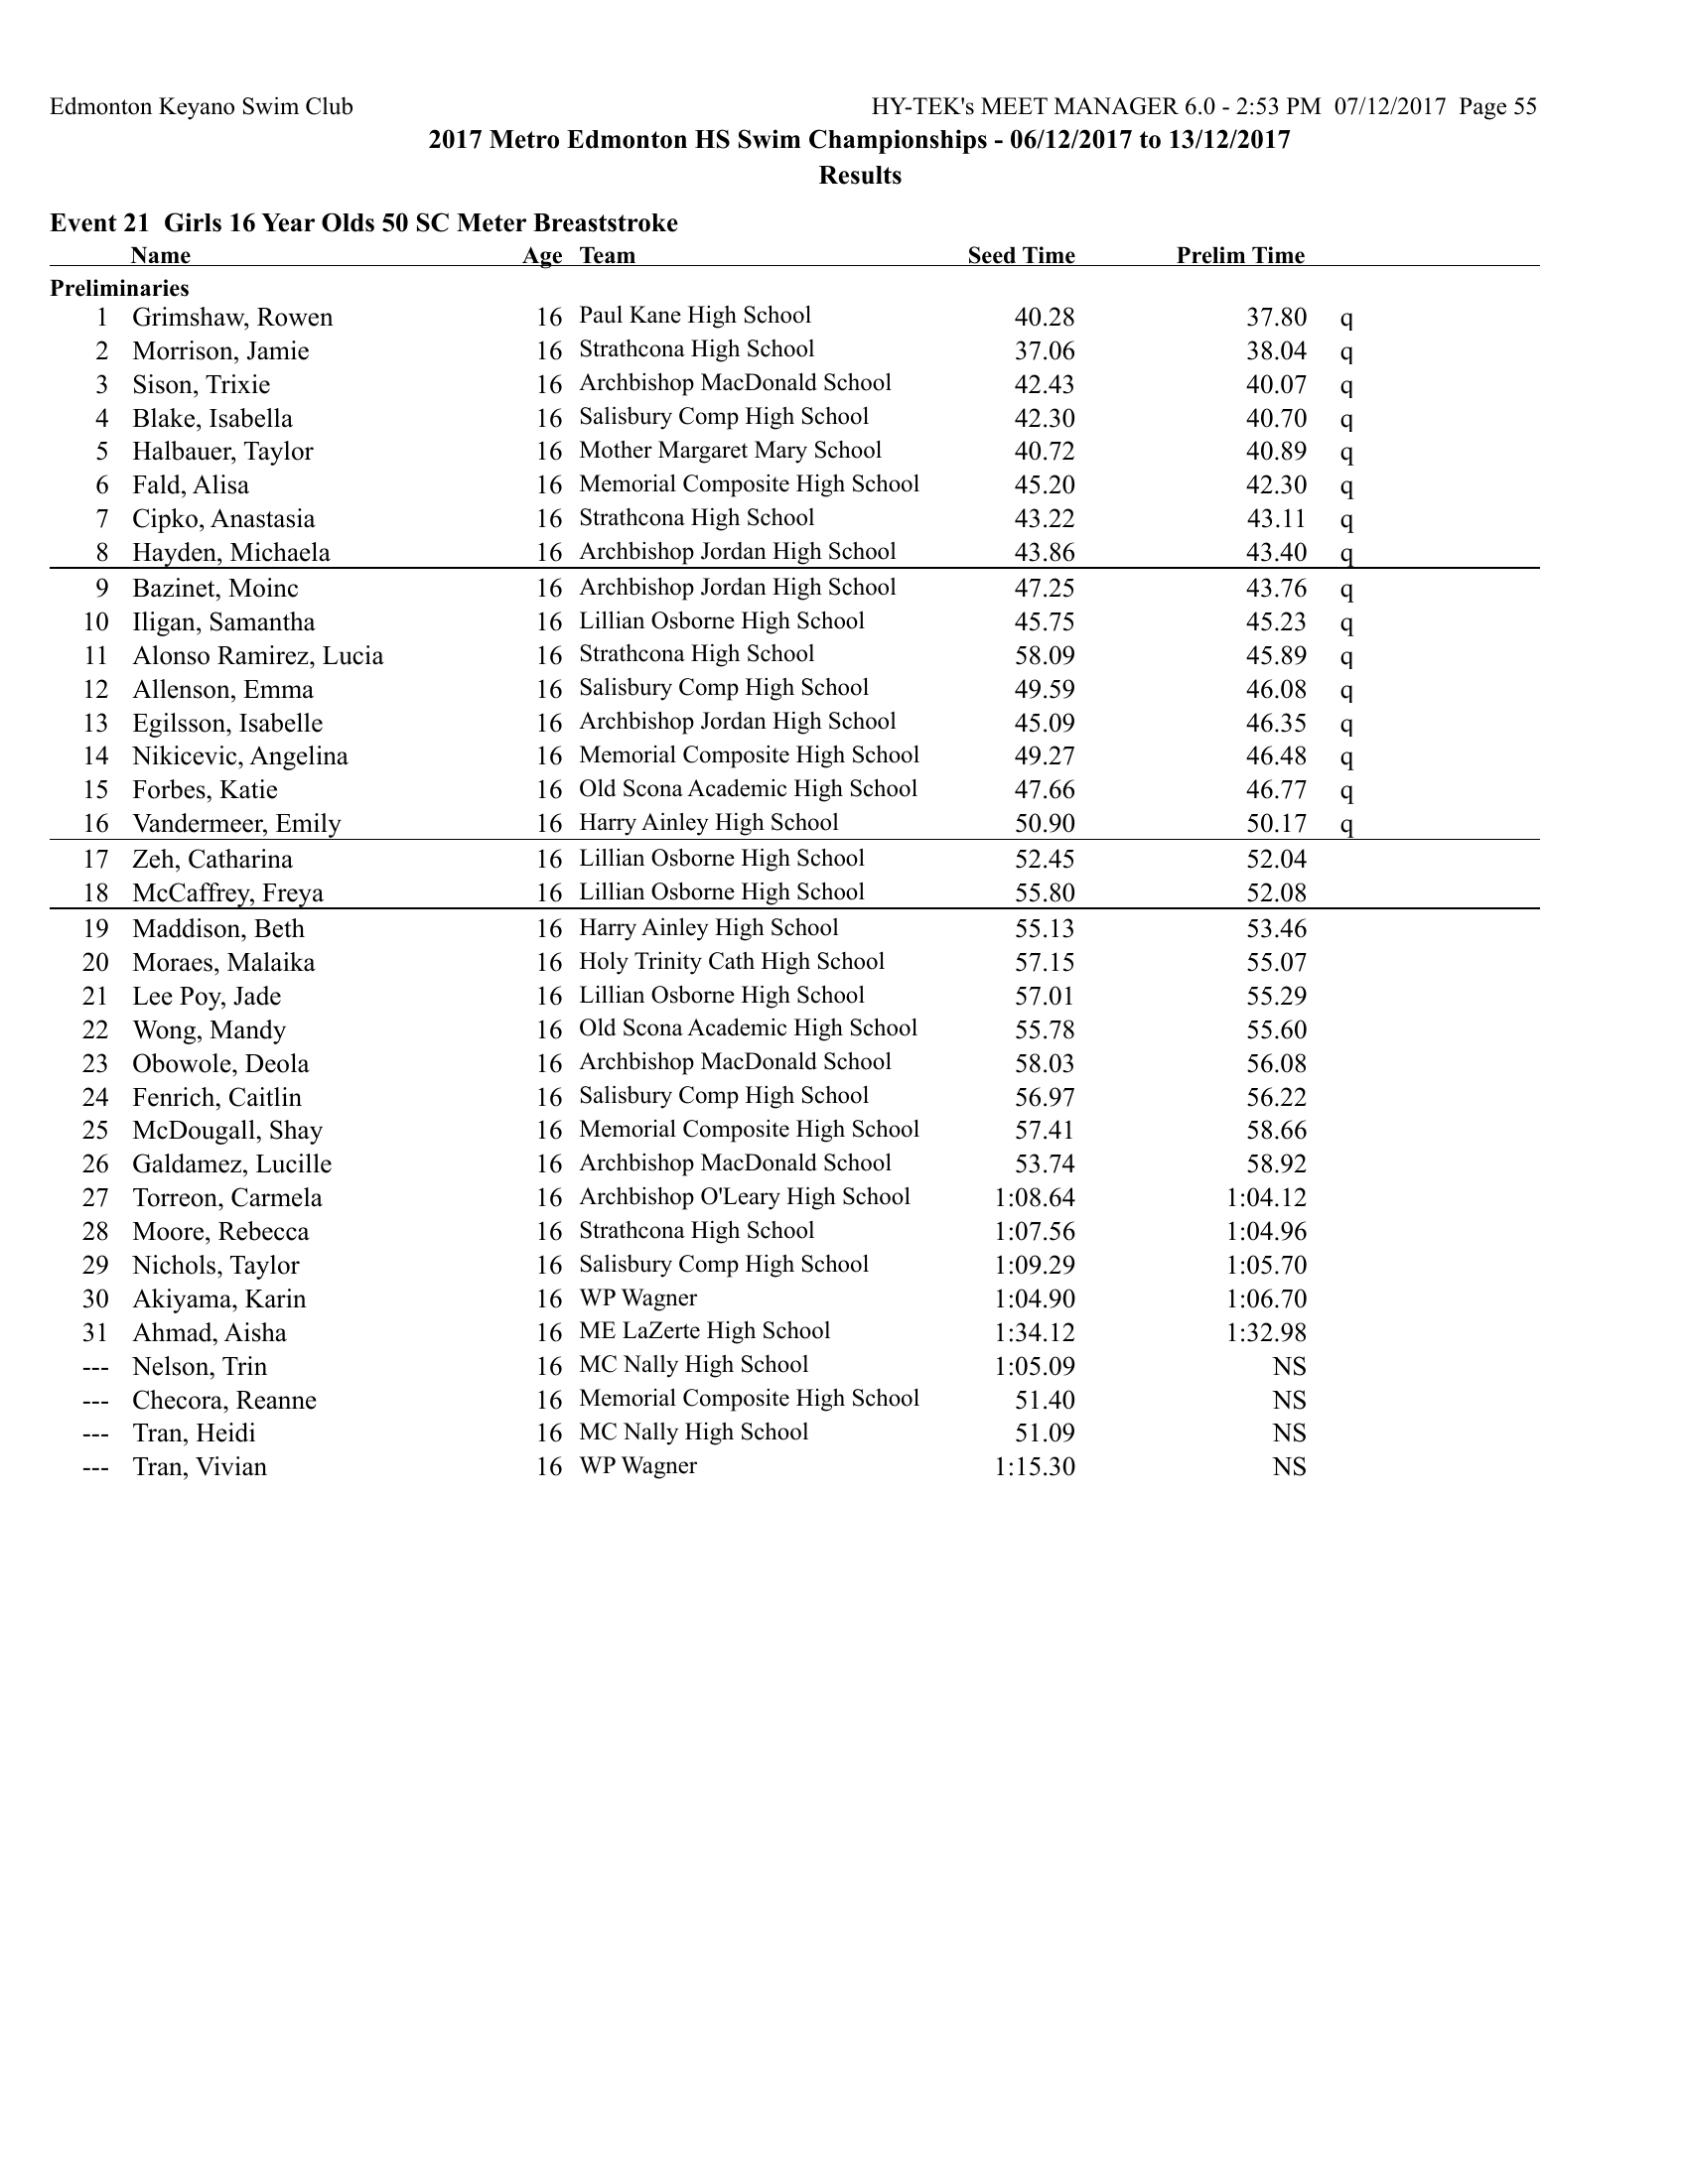 Edmonton Keyano Swim Club HY-TEK's MEET MANAGER 6.0 - 2:53 PM 07/12/2017 Page 55
2017 Metro Edmonton HS Swim Championships - 06/12/2017 to 13/12/2017
Results
Event 21 Girls 16 Year Olds 50 SC Meter Breaststroke
Name Age Team Seed Time Prelim Time
Preliminaries
1 Grimshaw, Rowen 16 Paul Kane High School 40.28 37.80 q
2 Morrison, Jamie 16 Strathcona High School 37.06 38.04 q
3 Sison, Trixie 16 Archbishop MacDonald School 42.43 40.07 q
4 Blake, Isabella 16 Salisbury Comp High School 42.30 40.70 q
5 Halbauer, Taylor 16 Mother Margaret Mary School 40.72 40.89 q
6 Fald, Alisa 16 Memorial Composite High School 45.20 42.30 q
7 Cipko, Anastasia 16 Strathcona High School 43.22 43.11 q
8 Hayden, Michaela 16 Archbishop Jordan High School 43.86 43.40 q
9 Bazinet, Moinc 16 Archbishop Jordan High School 47.25 43.76 q
10 Iligan, Samantha 16 Lillian Osborne High School 45.75 45.23 q
11 Alonso Ramirez, Lucia 16 Strathcona High School 58.09 45.89 q
12 Allenson, Emma 16 Salisbury Comp High School 49.59 46.08 q
13 Egilsson, Isabelle 16 Archbishop Jordan High School 45.09 46.35 q
14 Nikicevic, Angelina 16 Memorial Composite High School 49.27 46.48 q
15 Forbes, Katie 16 Old Scona Academic High School 47.66 46.77 q
16 Vandermeer, Emily 16 Harry Ainley High School 50.90 50.17 q
17 Zeh, Catharina 16 Lillian Osborne High School 52.45 52.04
18 McCaffrey, Freya 16 Lillian Osborne High School 55.80 52.08
19 Maddison, Beth 16 Harry Ainley High School 55.13 53.46
20 Moraes, Malaika 16 Holy Trinity Cath High School 57.15 55.07
21 Lee Poy, Jade 16 Lillian Osborne High School 57.01 55.29
22 Wong, Mandy 16 Old Scona Academic High School 55.78 55.60
23 Obowole, Deola 16 Archbishop MacDonald School 58.03 56.08
24 Fenrich, Caitlin 16 Salisbury Comp High School 56.97 56.22
25 McDougall, Shay 16 Memorial Composite High School 57.41 58.66
26 Galdamez, Lucille 16 Archbishop MacDonald School 53.74 58.92
27 Torreon, Carmela 16 Archbishop O'Leary High School 1:08.64 1:04.12
28 Moore, Rebecca 16 Strathcona High School 1:07.56 1:04.96
29 Nichols, Taylor 16 Salisbury Comp High School 1:09.29 1:05.70
30 Akiyama, Karin 16 WP Wagner 1:04.90 1:06.70
31 Ahmad, Aisha 16 ME LaZerte High School 1:34.12 1:32.98
--- Nelson, Trin 16 MC Nally High School 1:05.09 NS
--- Checora, Reanne 16 Memorial Composite High School 51.40 NS
--- Tran, Heidi 16 MC Nally High School 51.09 NS
--- Tran, Vivian 16 WP Wagner 1:15.30 NS